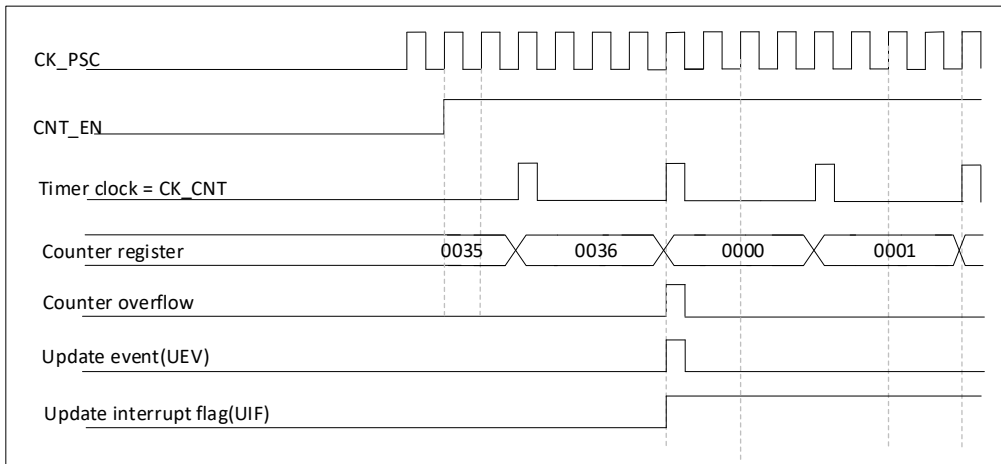 CK_PSC
CNT_EN
Timer clock = CK_CNT
Counter register 0035 0036 0000 0001
Counter overflow
Update event(UEV)
Update interrupt flag(UIF)